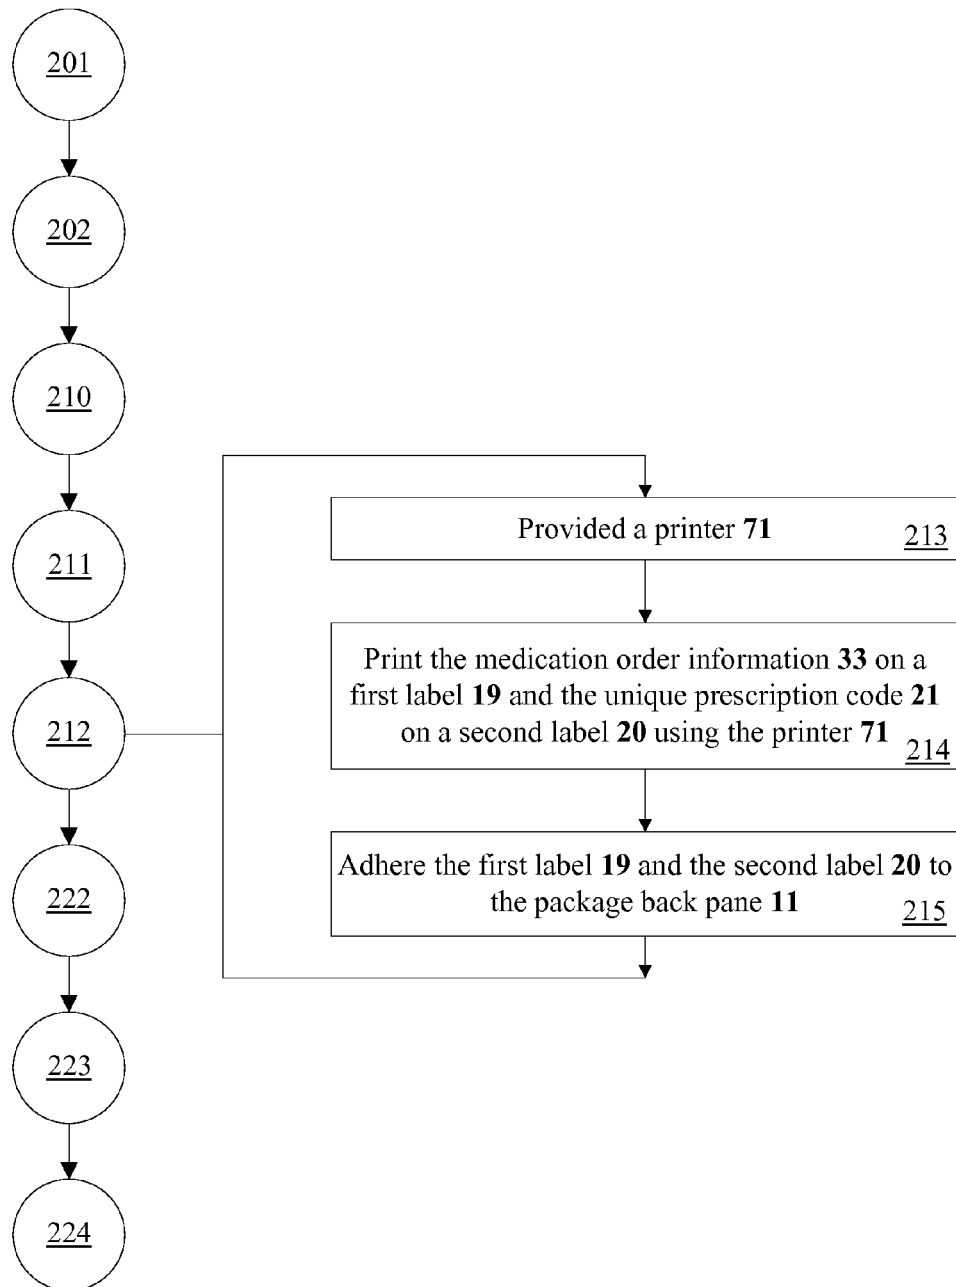 201
202
210
211
212
222
223
224
Provided a printer 71
213
Print the medication order information 33 on a
first label 19 and the unique prescription code 21
on a second label 20 using the printer 71
214
Adhere the first label 19 and the second label 20 to
the package back pane 11
215